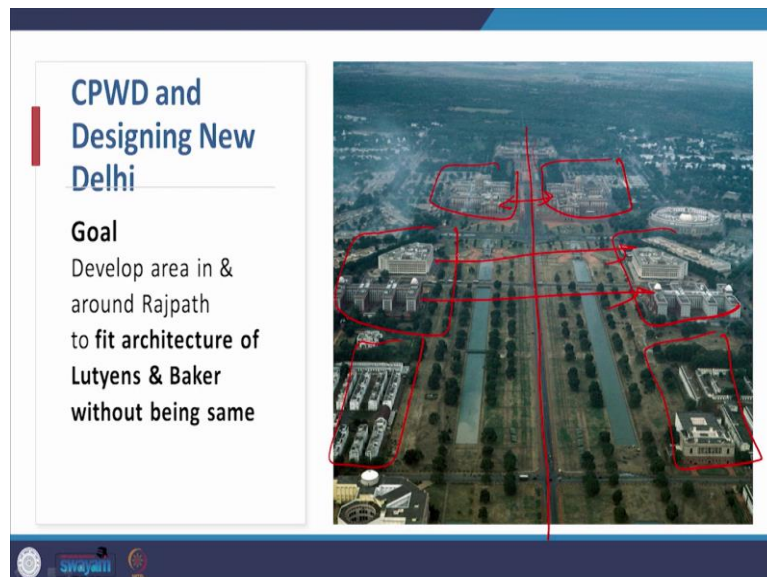 CPWD and
Designing New
Delhi
Goal
Develop area in &
around Rajpath
to fit architecture of
Lutyens & Baker
without being same
swayam